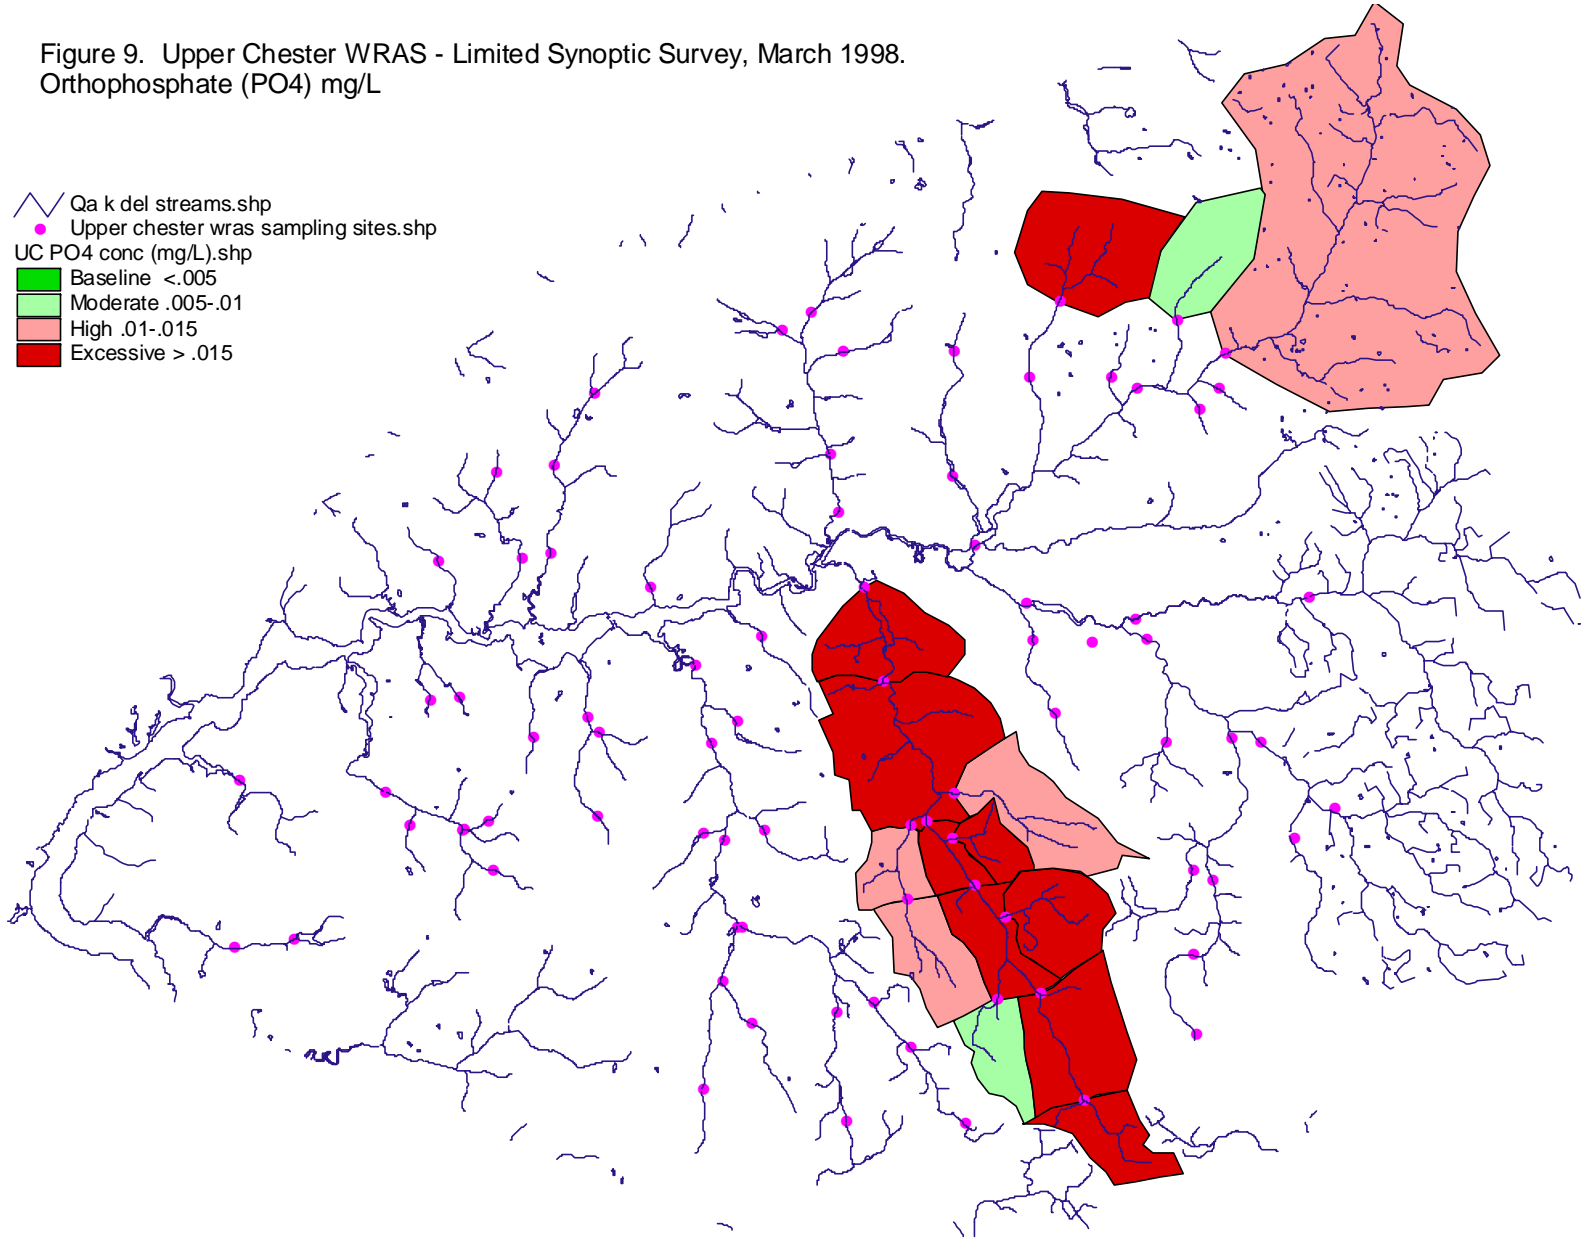 Figure 9.  Upper Chester WRAS - Limited Synoptic Survey, March 1998.
Orthophosphate (PO4) mg/L
Qa k del streams.shp
Upper chester wras sampling sites.shp
UC PO4 conc (mg/L).shp
Baseline  <.005
Moderate .005-.01
High .01-.015
Excessive > .015